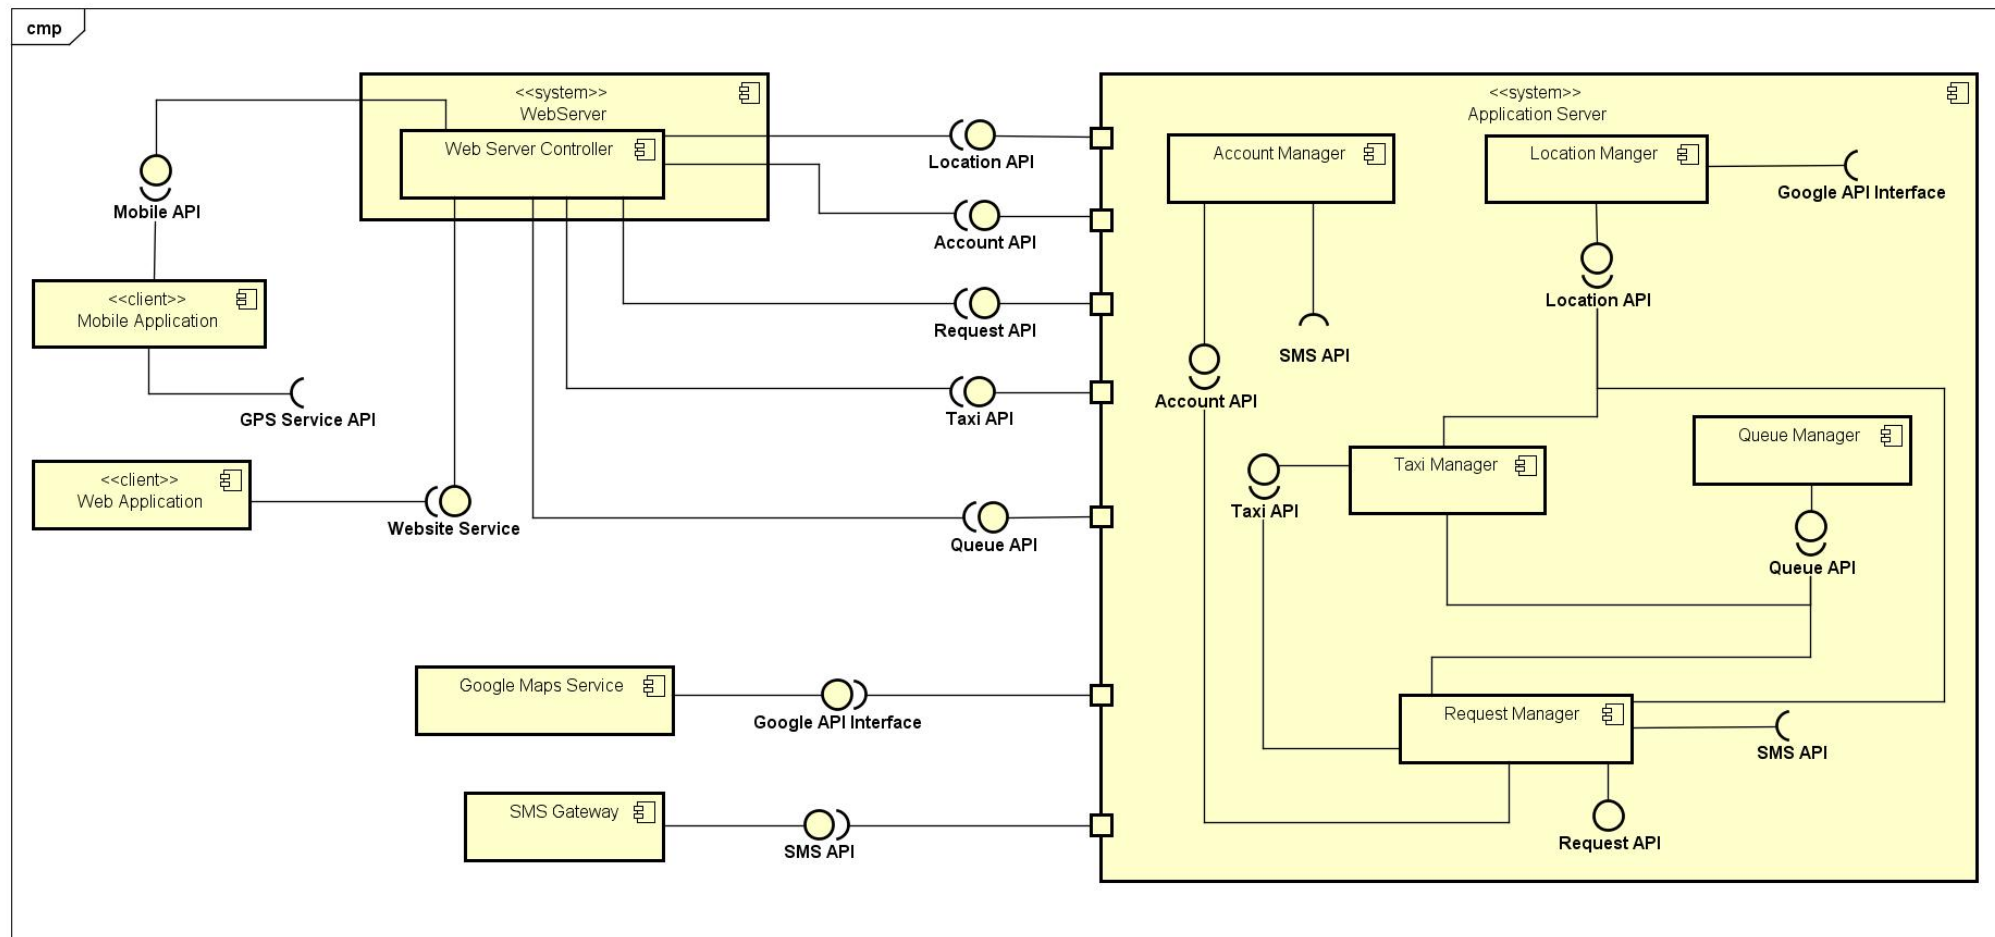 cmp
<<system>>
WebServer
Web Server Controller
Mobile API
<<client>>
Mobile Application
GPS Service API
<<client>>
Web Application
Website Service
Location API
Account API
Request API
Taxi API
Queue API
Google Maps Service
Google API Interface
SMS Gateway
SMS API
<<system>>
Application Server
Account Manager
Location Manger
Google API Interface
Location API
SMS API
Account API
Taxi Manager
Queue Manager
Taxi API
Queue API
Request Manager
SMS API
Request API